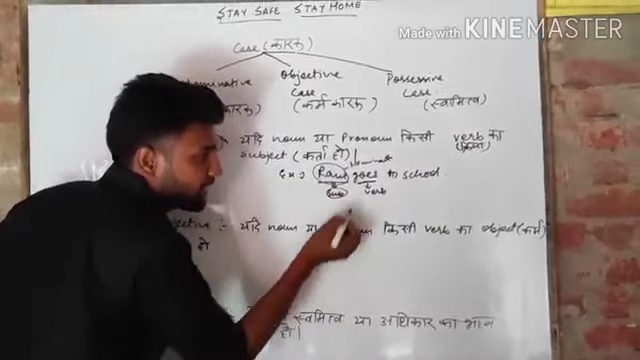 STAY SAFE STAY HOME
Made with KINEMASTER
Case (कारक)
Objective Case (कर्म कारक)
Possessive Case (स्वामित्व)
यदि noun या Pronoun किसी verb का (क्रिया)
subject (कर्ता हो)|
Ex:- Ram goes to school.
sub verb
यदि noun या किसी verb का object (कर्म)
हो
स्वामित्व या अधिकार का भान
हो।